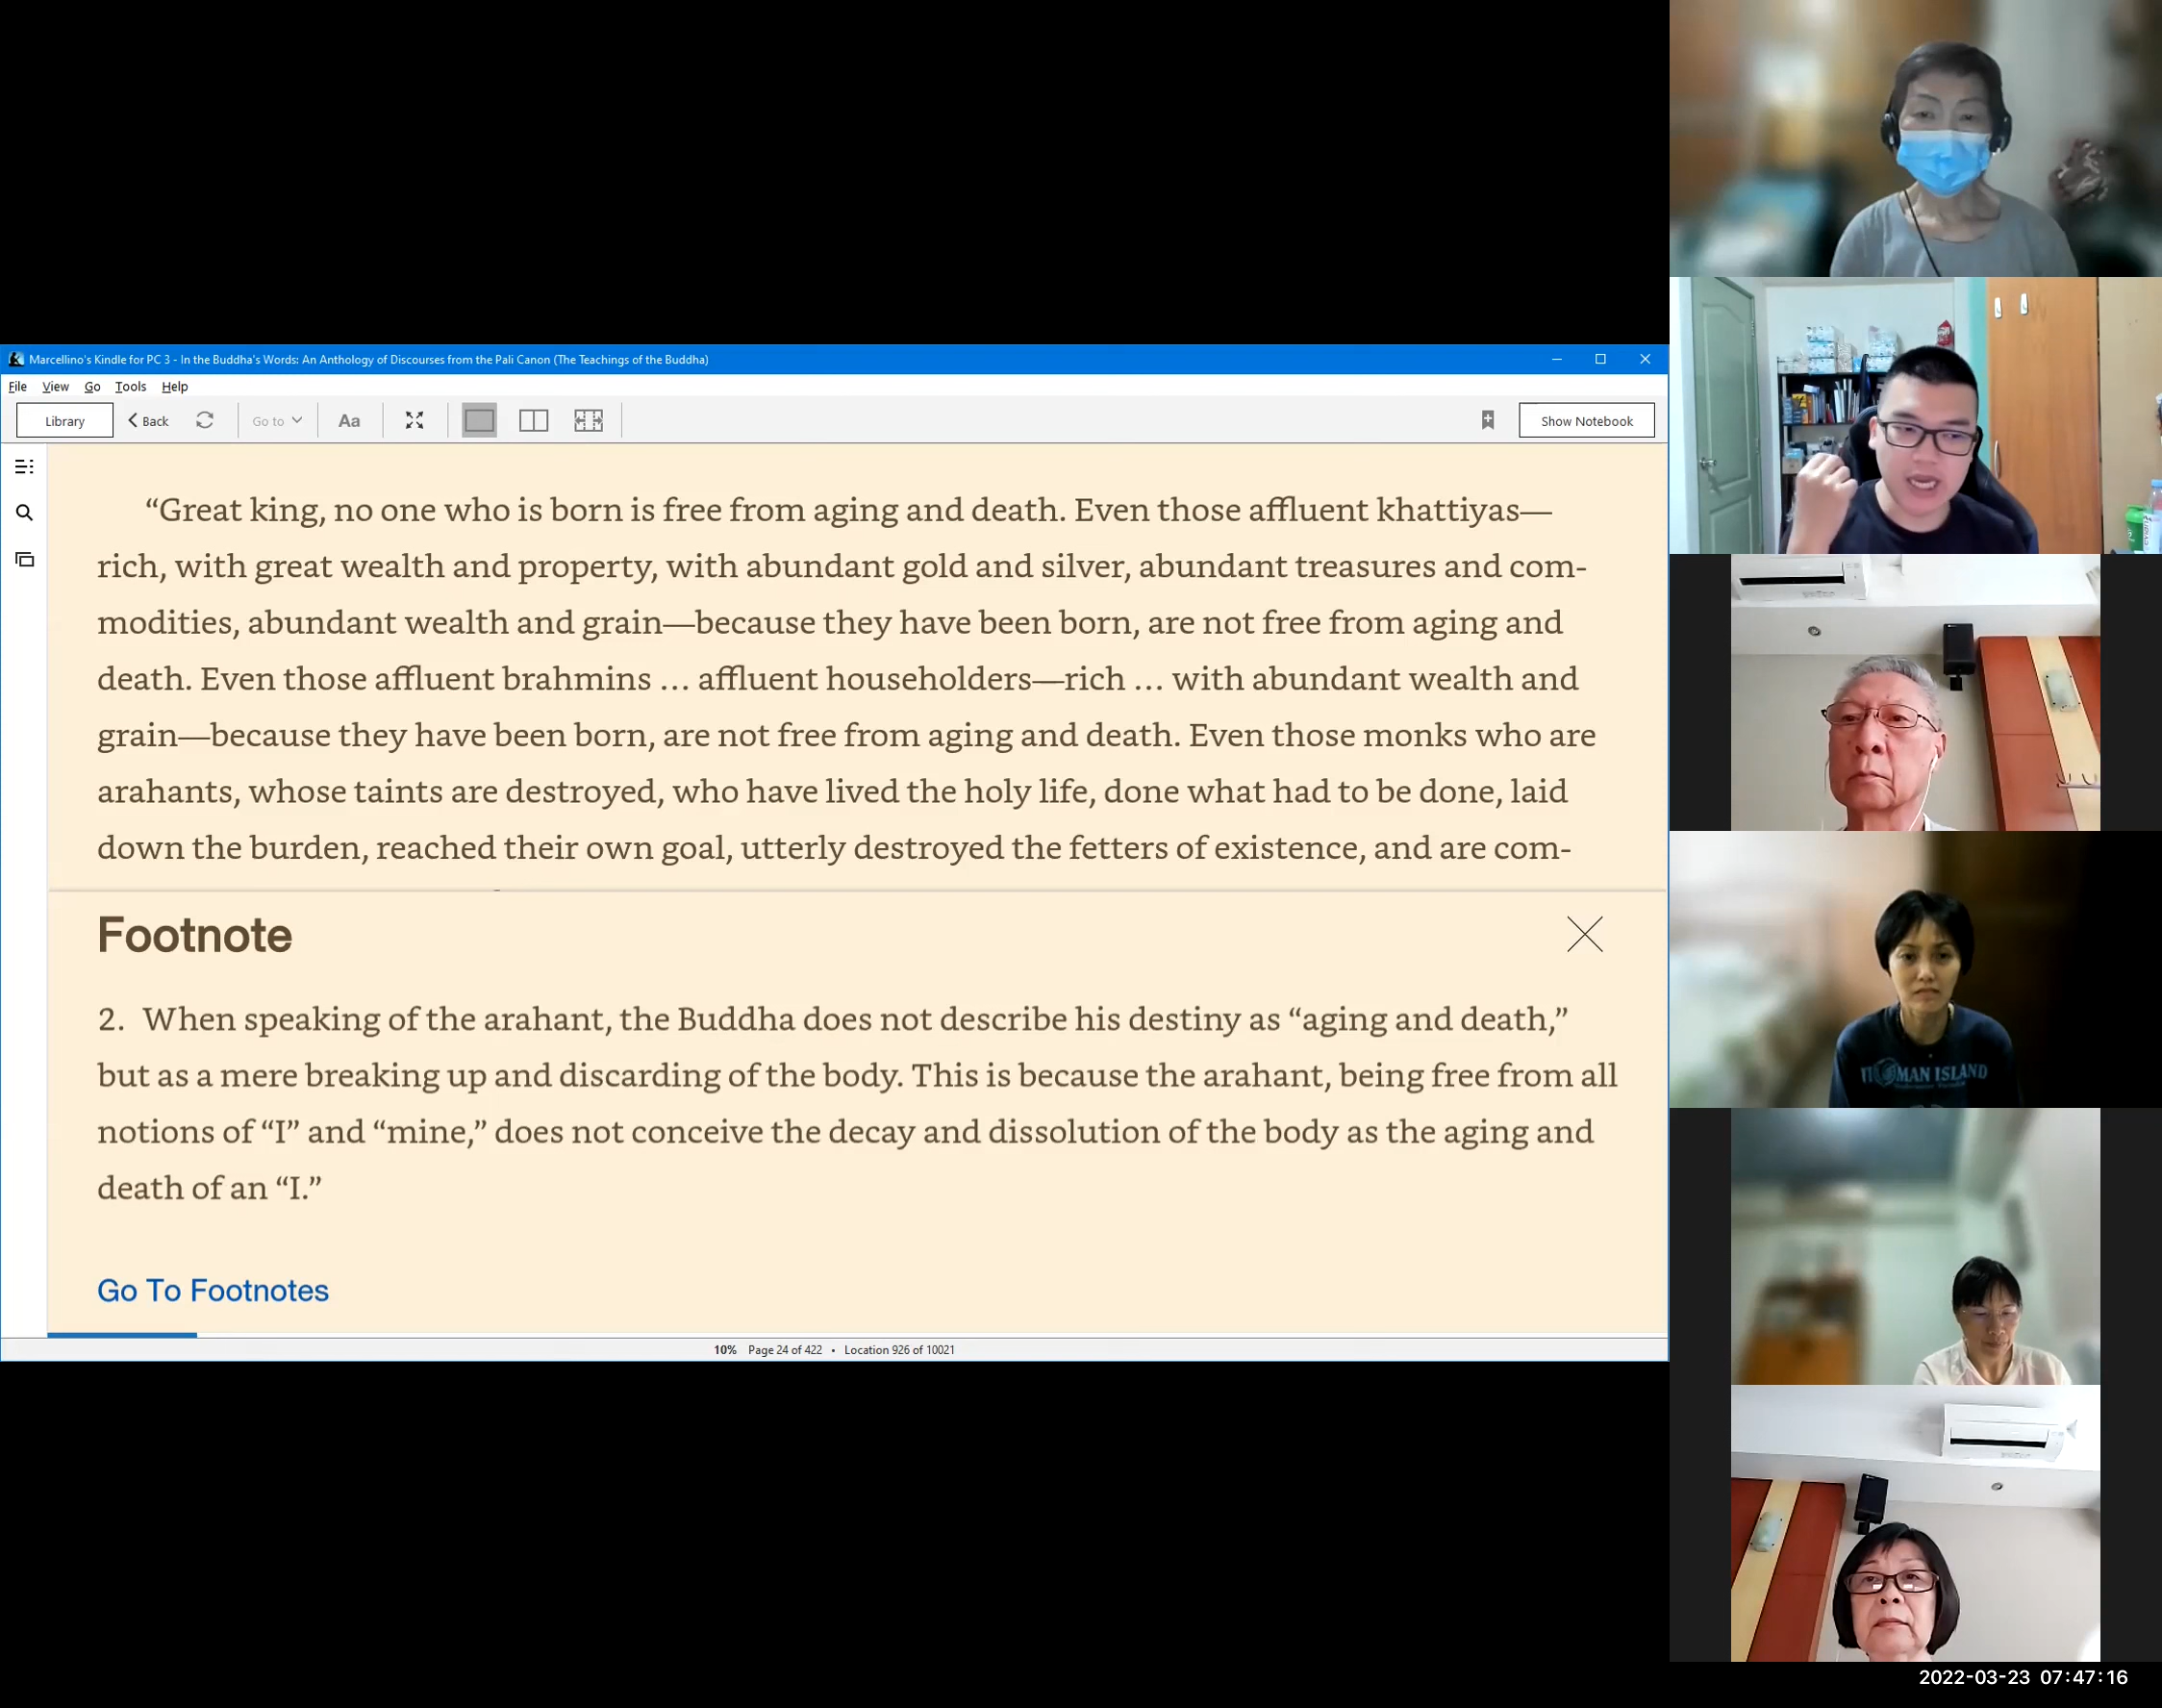 Marcellino's Kindle for PC 3 - In the Buddha's Words: An Anthology of Discourses from the Pali Canon (The Teachings of the Buddha)
File View Go Tools Help
Library Back Go to Aa Show Notebook
“Great king, no one who is born is free from aging and death. Even those affluent khattiyas—
rich, with great wealth and property, with abundant gold and silver, abundant treasures and com-
modities, abundant wealth and grain—because they have been born, are not free from aging and
death. Even those affluent brahmins … affluent householders—rich … with abundant wealth and
grain—because they have been born, are not free from aging and death. Even those monks who are
arahants, whose taints are destroyed, who have lived the holy life, done what had to be done, laid
down the burden, reached their own goal, utterly destroyed the fetters of existence, and are com-
Footnote
2. When speaking of the arahant, the Buddha does not describe his destiny as “aging and death,”
but as a mere breaking up and discarding of the body. This is because the arahant, being free from all
notions of “I” and “mine,” does not conceive the decay and dissolution of the body as the aging and
death of an “I.”
Go To Footnotes
10% Page 24 of 422 • Location 926 of 10021
MAN ISLAND
2022-03-23 07:47:16